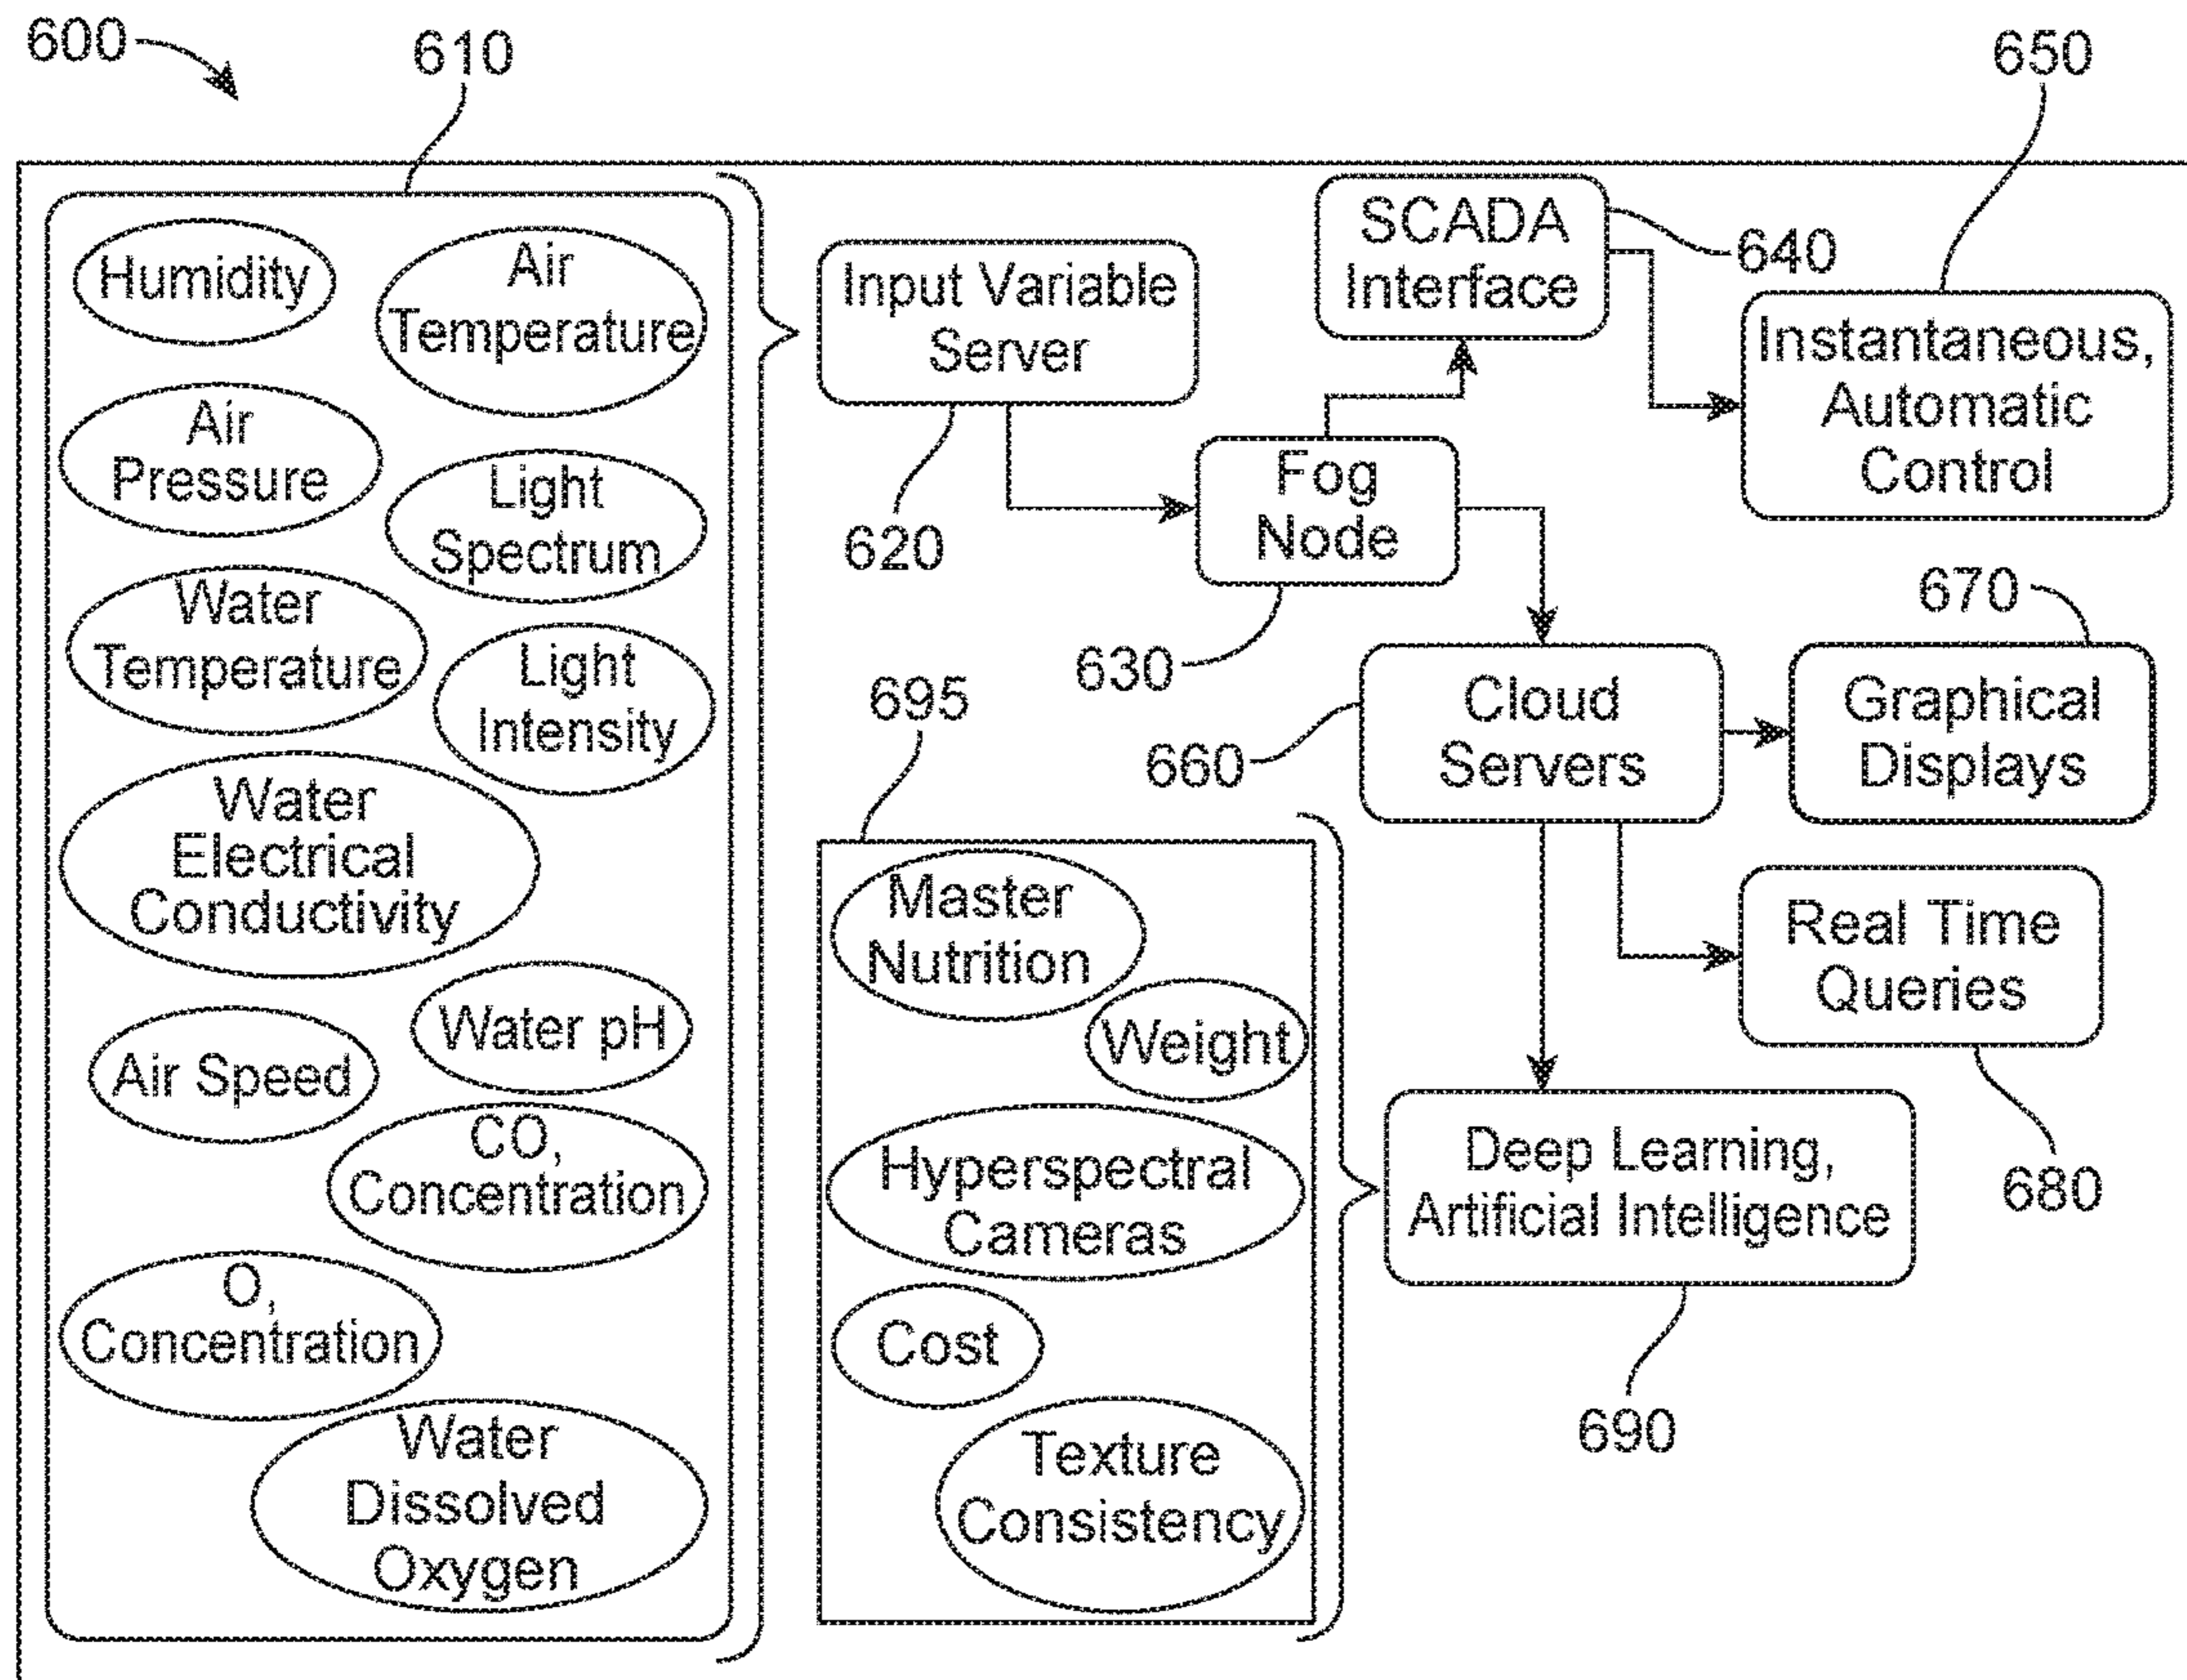 600
610
650
Humidity
Air
Temperature
Air
Pressure
Light
Spectrum
Water
Temperature
Light
Intensity
Water
Electrical
Conductivity
Water pH
Air Speed
CO,
Concentration
O,
Concentration
Water
Dissolved
Oxygen
Input Variable
Server
620
SCADA
Interface
640
Instantaneous,
Automatic
Control
Fog
Node
630
670
660
Cloud
Servers
Graphical
Displays
695
Master
Nutrition
Weight
Hyperspectral
Cameras
Cost
Texture
Consistency
Real Time
Queries
680
Deep Learning,
Artificial Intelligence
690